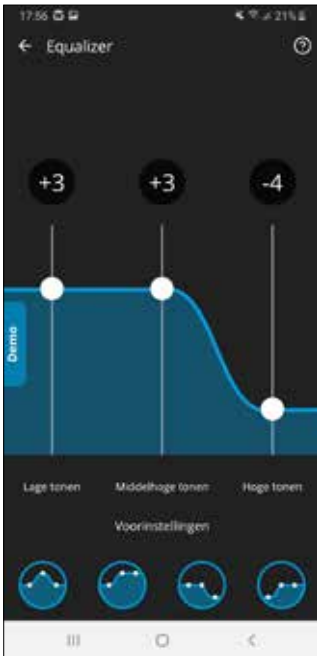 17:56 21%
Equalizer
+3 +3 -4
Demo
Lage tonen Middelhoge tonen Hoge tonen
Voorinstellingen